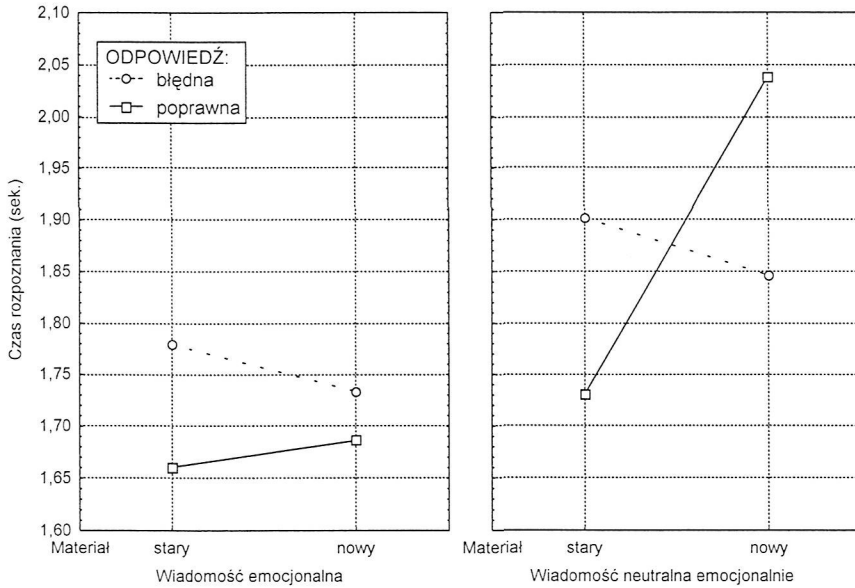 2,10
2,05
2,00
1,95
1,90
1,85
1,80
1,75
1,70
1,65
1,60
Czas rozpoznania (sek.)
ODPOWIEDŹ:
błędna
poprawna
Materiał stary nowy
Wiadomość emocjonalna
Materiał stary nowy
Wiadomość neutralna emocjonalnie